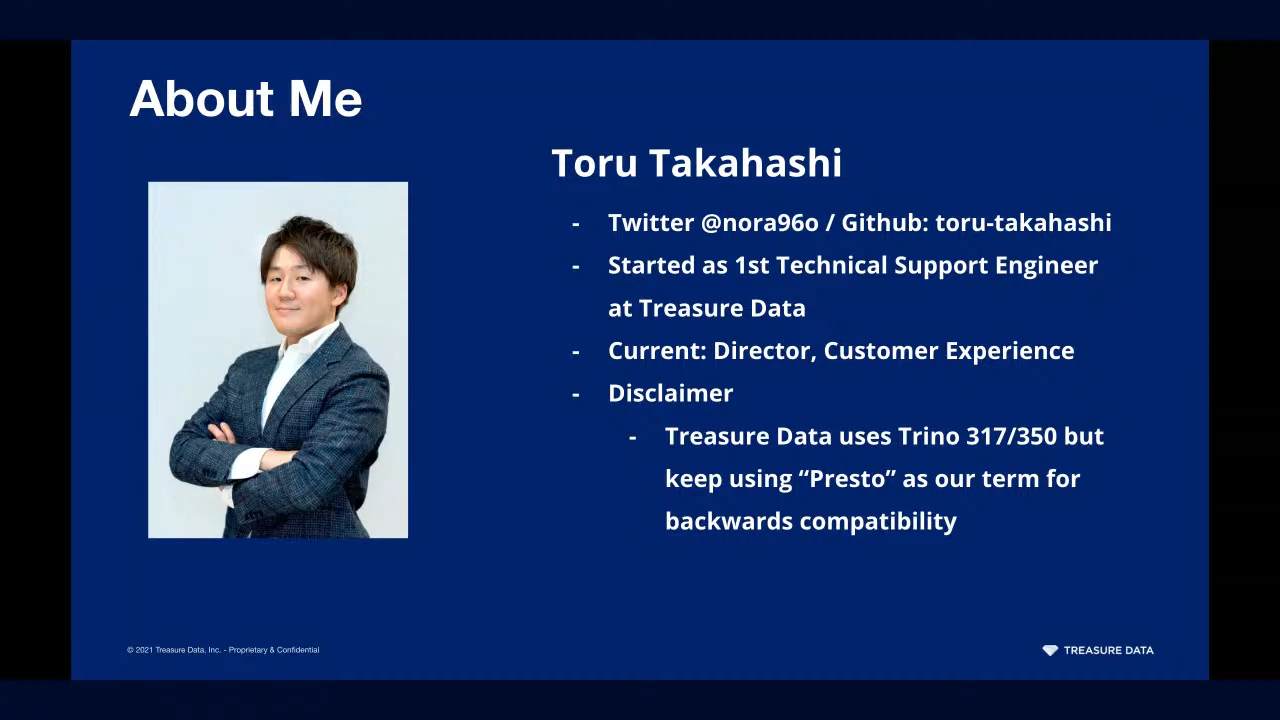 About Me
Toru Takahashi
- Twitter @nora96o / Github: toru-takahashi
- Started as 1st Technical Support Engineer
at Treasure Data
- Current: Director, Customer Experience
- Disclaimer
- Treasure Data uses Trino 317/350 but
keep using “Presto” as our term for
backwards compatibility
© 2021 Treasure Data, Inc. - Proprietary & Confidential
TREASURE DATA